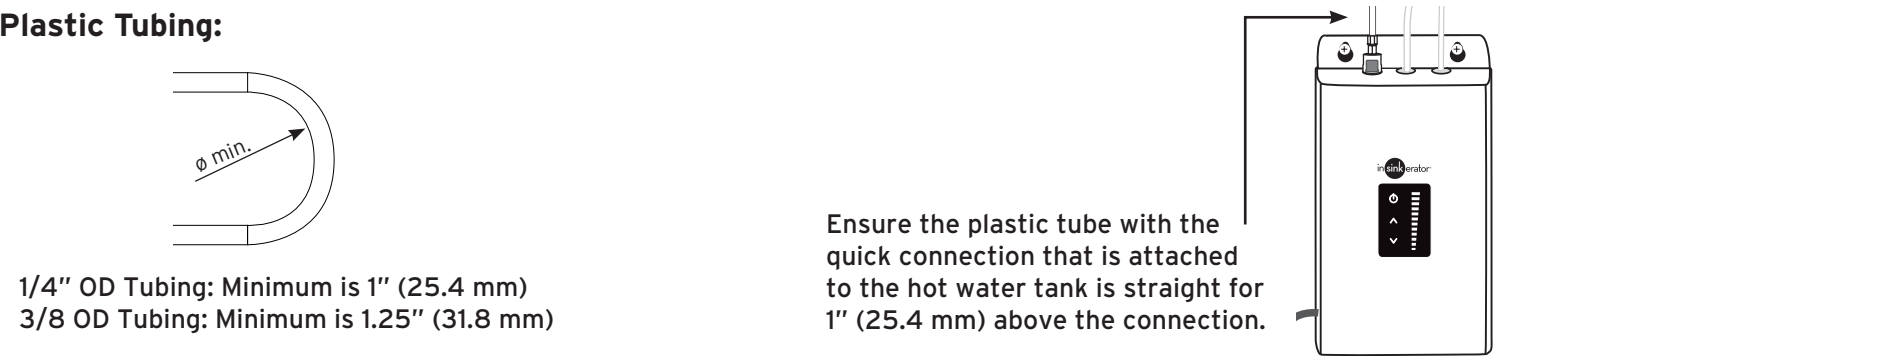 Plastic Tubing:
ø min.
1/4" OD Tubing: Minimum is 1" (25.4 mm)
3/8 OD Tubing: Minimum is 1.25" (31.8 mm)
Ensure the plastic tube with the
quick connection that is attached
to the hot water tank is straight for
1" (25.4 mm) above the connection.
insinkerator